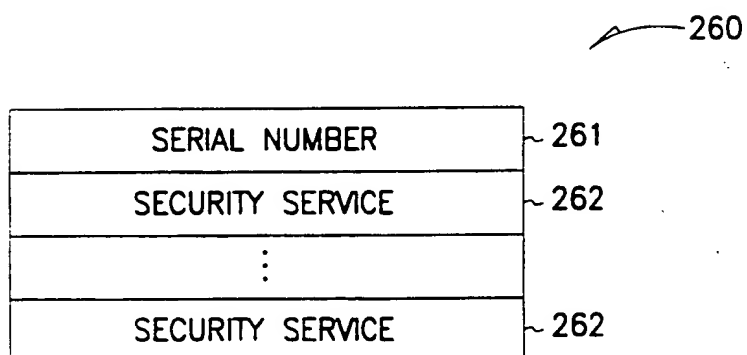 260
SERIAL NUMBER 261
SECURITY SERVICE 262
⋮
SECURITY SERVICE 262